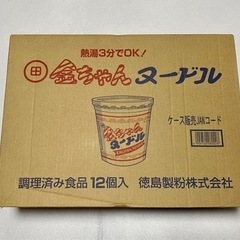 熱湯3分でOK!
田 金ちゃん ヌードル
金ちゃん
ヌードル
ケース販売JANコード
調理済み食品 12個入 徳島製粉株式会社